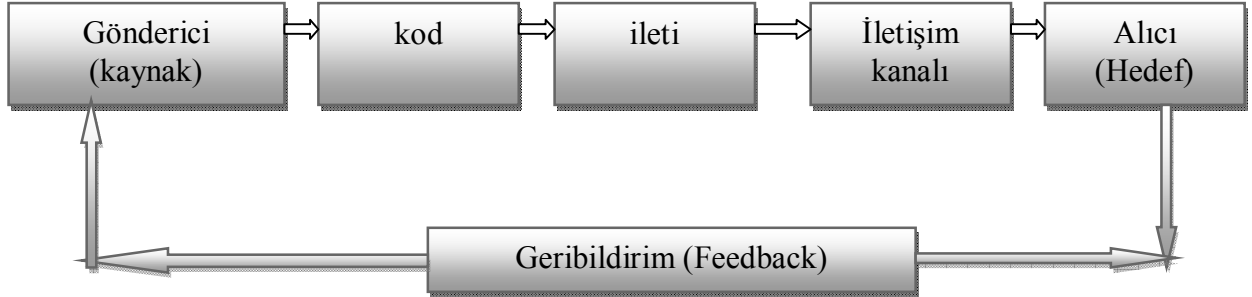 Gönderici
(kaynak)
kod
ileti
İletişim
kanalı
Alıcı
(Hedef)
Geribildirim (Feedback)